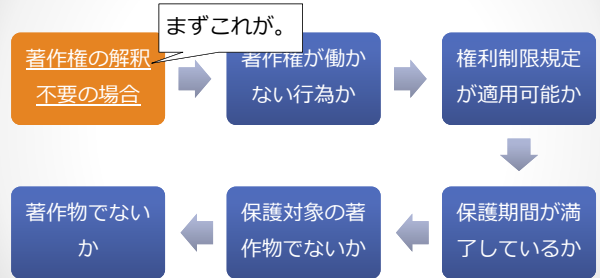 まずこれが。
著作権の解釈
不要の場合
著作権が働か
ない行為か
権利制限規定
が適用可能か
保護期間が満
了しているか
保護対象の著
作物でないか
著作物でない
か